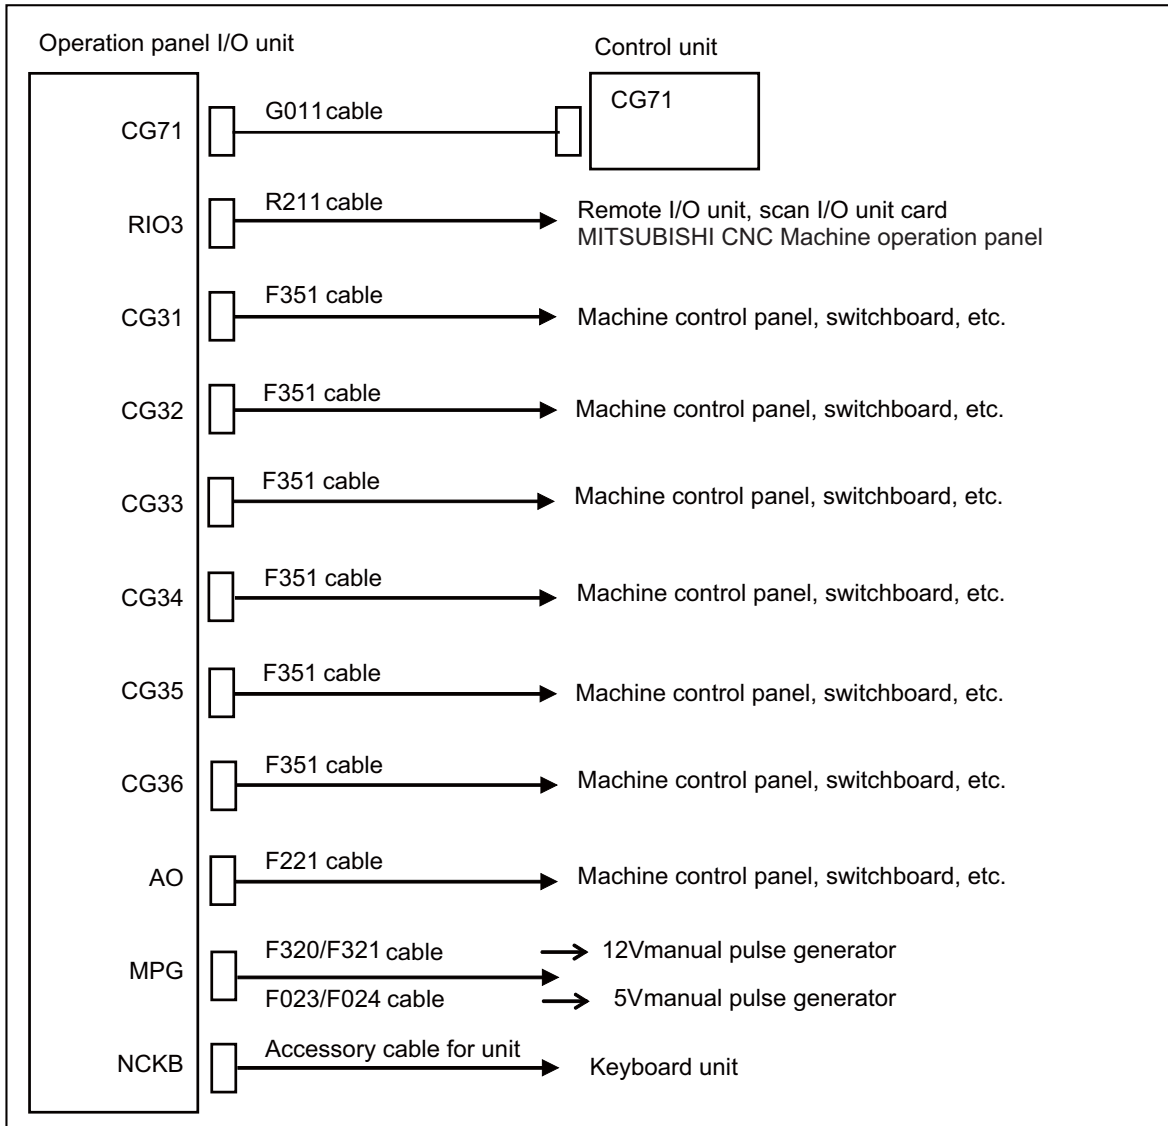 Operation panel I/O unit
Control unit
CG71
G011 cable
CG71
RIO3
R211 cable
Remote I/O unit, scan I/O unit card
MITSUBISHI CNC Machine operation panel
CG31
F351 cable
Machine control panel, switchboard, etc.
CG32
F351 cable
Machine control panel, switchboard, etc.
CG33
F351 cable
Machine control panel, switchboard, etc.
CG34
F351 cable
Machine control panel, switchboard, etc.
CG35
F351 cable
Machine control panel, switchboard, etc.
CG36
F351 cable
Machine control panel, switchboard, etc.
AO
F221 cable
Machine control panel, switchboard, etc.
MPG
F320/F321 cable
12Vmanual pulse generator
F023/F024 cable
5Vmanual pulse generator
NCKB
Accessory cable for unit
Keyboard unit